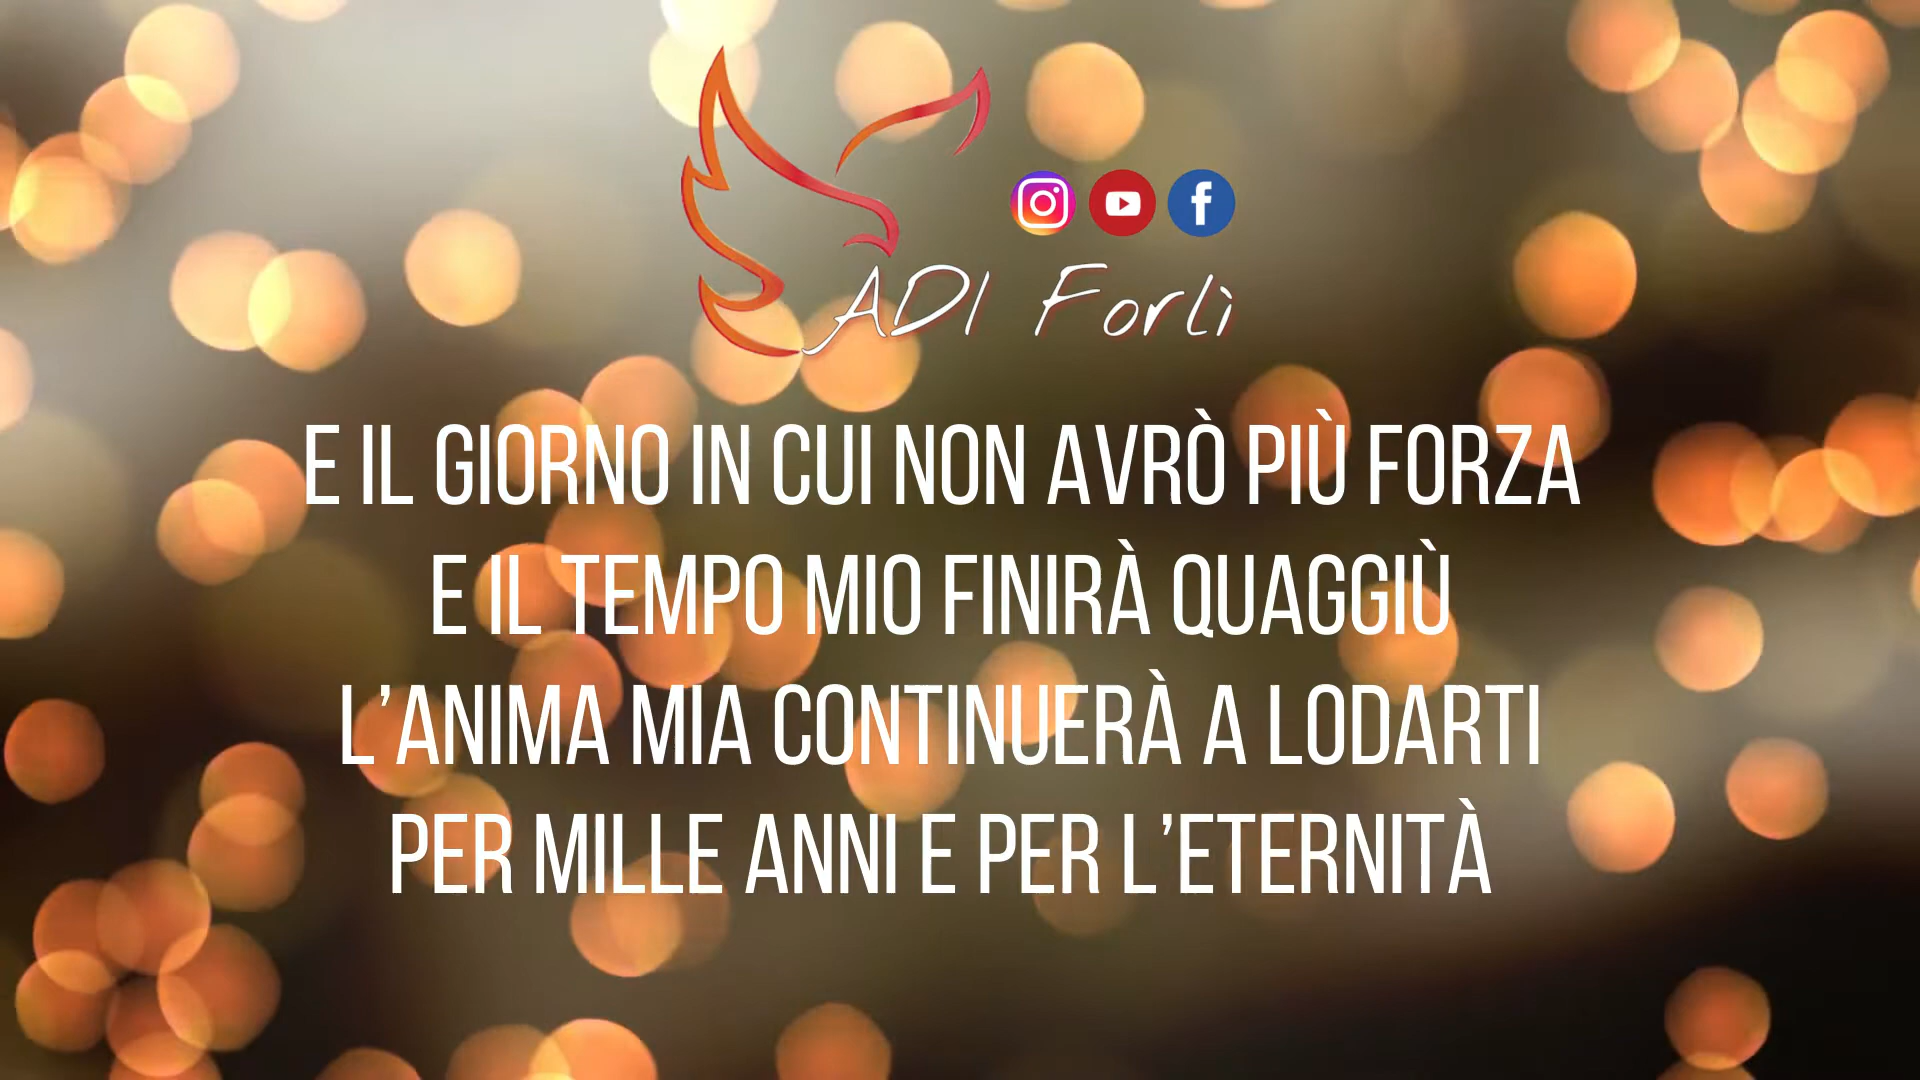 ADI Forlì
E IL GIORNO IN CUI NON AVRÒ PIÙ FORZA
E IL TEMPO MIO FINIRÀ QUAGGIÙ
L'ANIMA MIA CONTINUERÀ A LODARTI
PER MILLE ANNI E PER L'ETERNITÀ